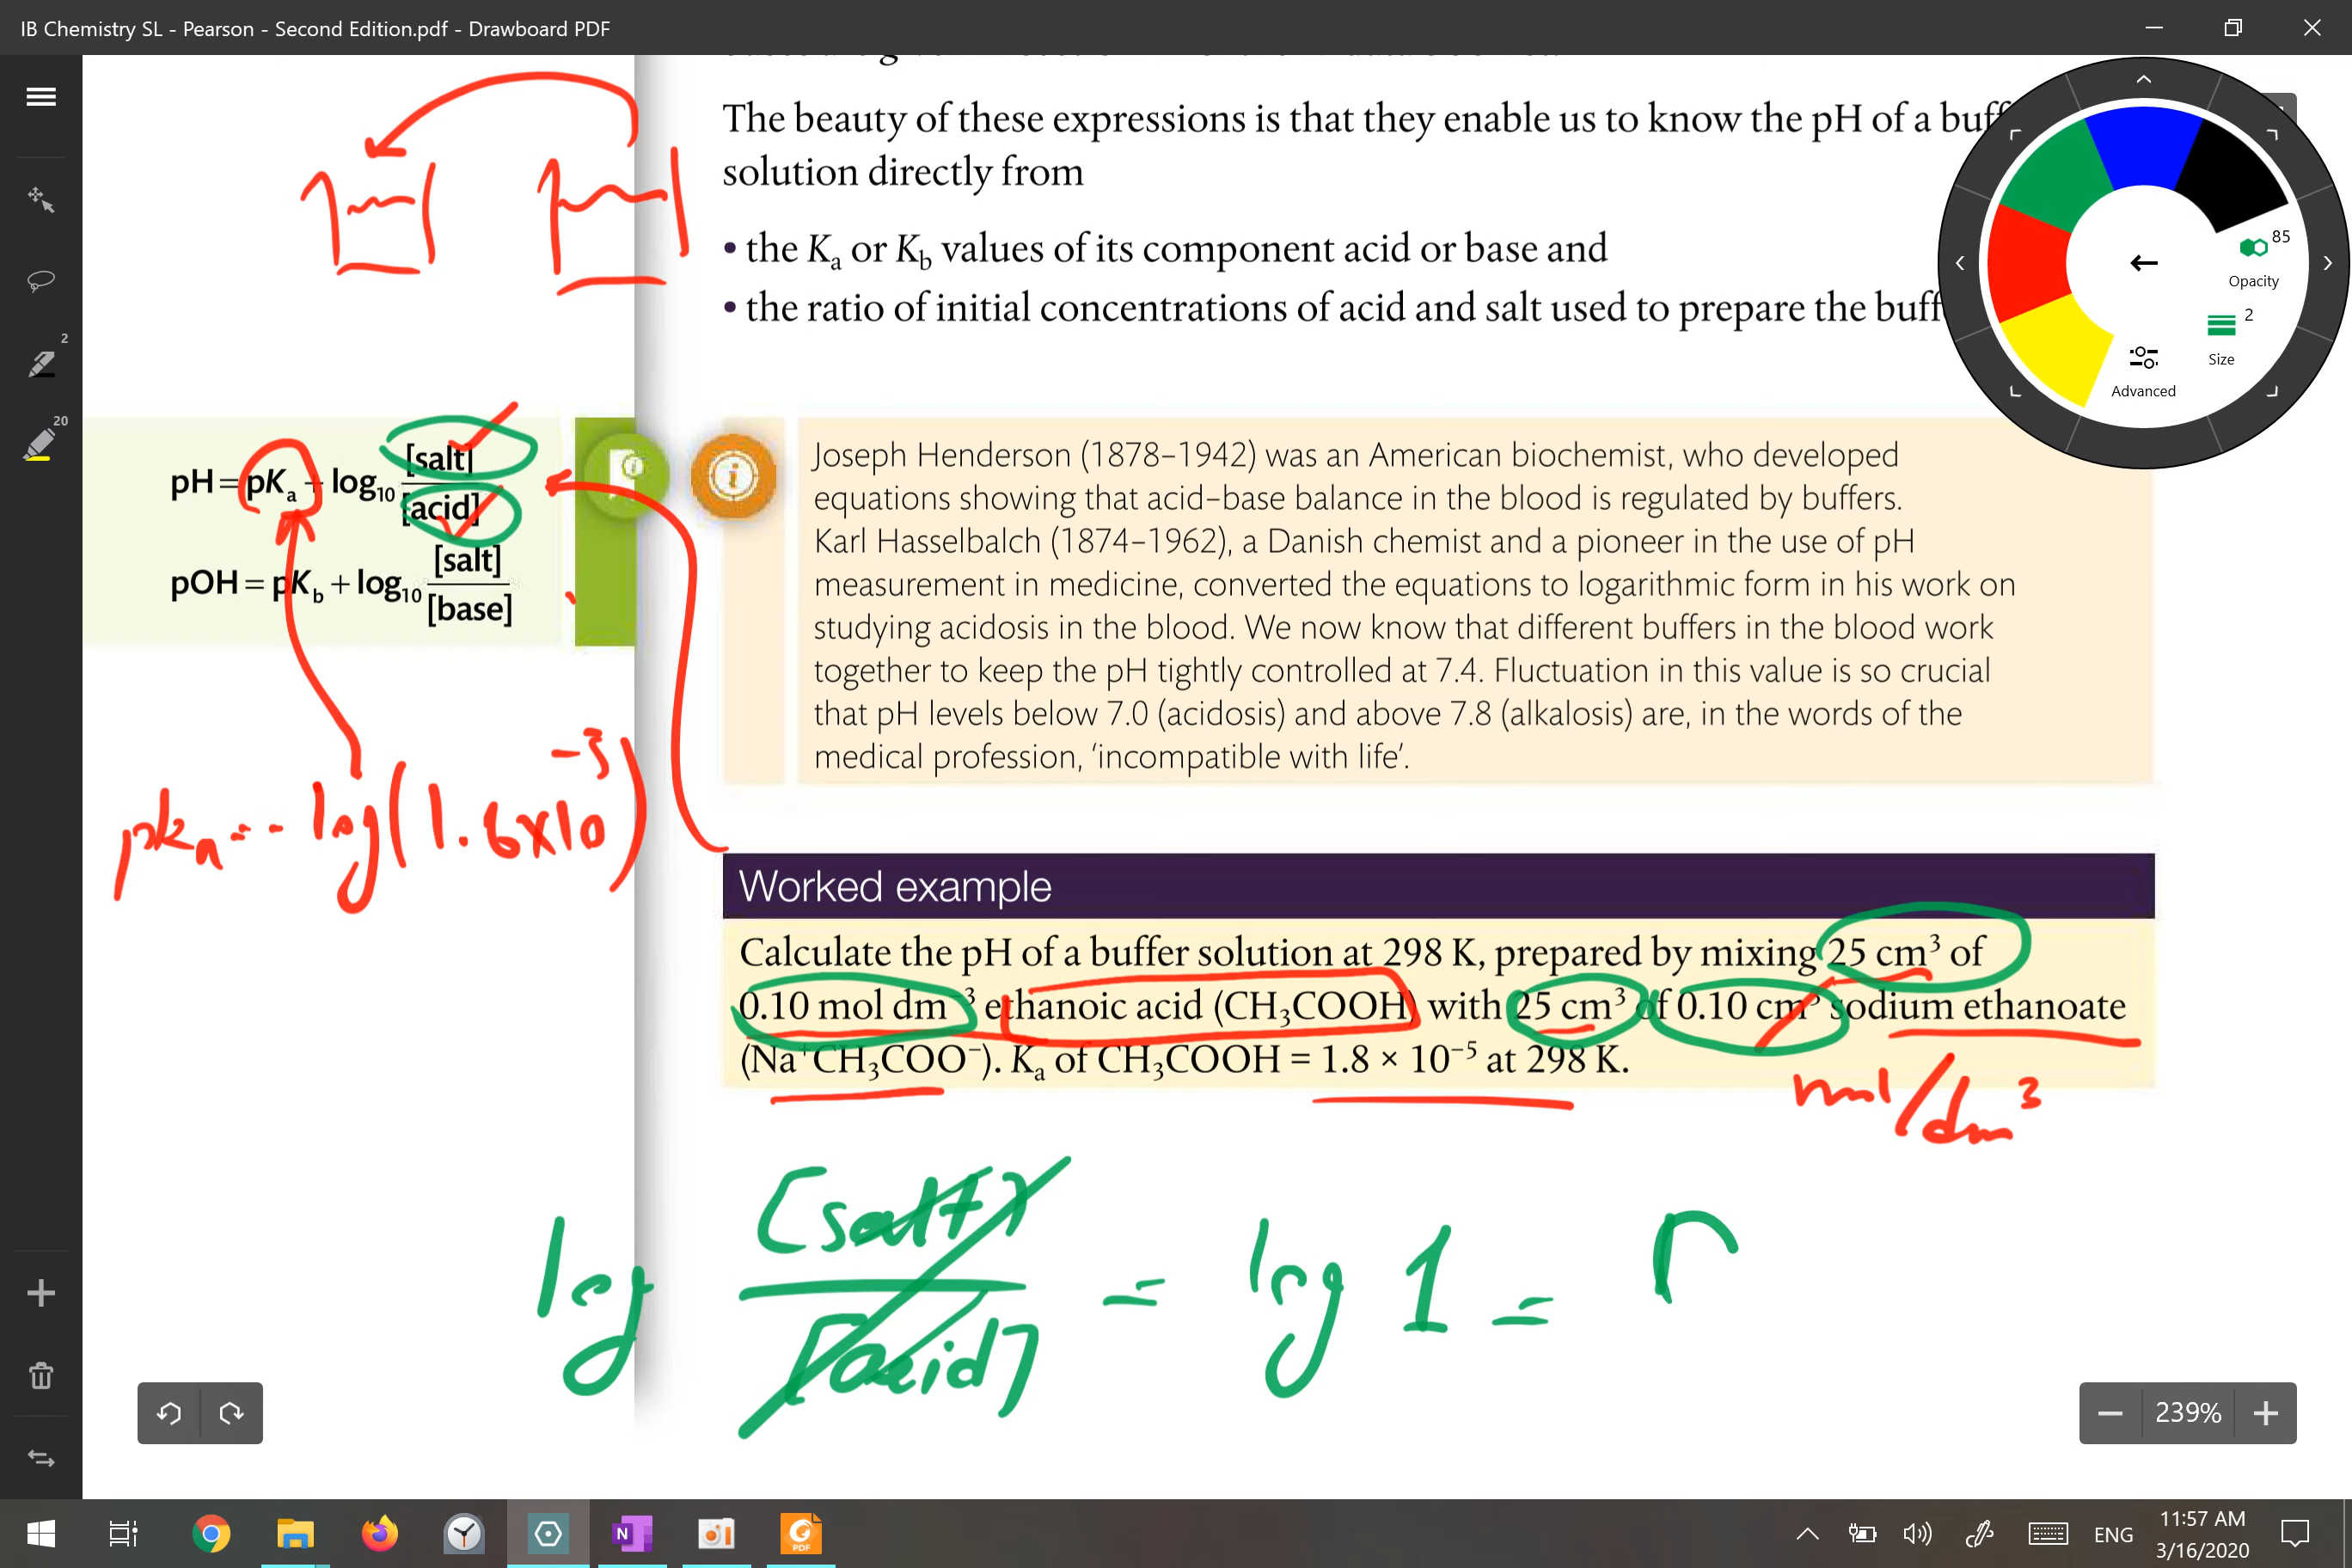 IB Chemistry SL - Pearson - Second Edition.pdf - Drawboard PDF
The beauty of these expressions is that they enable us to know the pH of a buff
solution directly from
• the Ka or Kb values of its component acid or base and
• the ratio of initial concentrations of acid and salt used to prepare the buff
85
Opacity
2
Size
Advanced
2
20
pH = pKa + log10 [salt]/[acid]
pOH = pKb + log10 [salt]/[base]
Joseph Henderson (1878–1942) was an American biochemist, who developed
equations showing that acid–base balance in the blood is regulated by buffers.
Karl Hasselbalch (1874–1962), a Danish chemist and a pioneer in the use of pH
measurement in medicine, converted the equations to logarithmic form in his work on
studying acidosis in the blood. We now know that different buffers in the blood work
together to keep the pH tightly controlled at 7.4. Fluctuation in this value is so crucial
that pH levels below 7.0 (acidosis) and above 7.8 (alkalosis) are, in the words of the
medical profession, ‘incompatible with life’.
pka = - log(1.6x10⁻⁵)
Worked example
Calculate the pH of a buffer solution at 298 K, prepared by mixing 25 cm³ of
0.10 mol dm⁻³ ethanoic acid (CH₃COOH) with 25 cm³ of 0.10 cm³ sodium ethanoate
(Na⁺CH₃COO⁻). Ka of CH₃COOH = 1.8 × 10⁻⁵ at 298 K.
mol/dm³
log [salt]/[acid] = log 1 =
239%
N
PDF
ENG
11:57 AM
3/16/2020